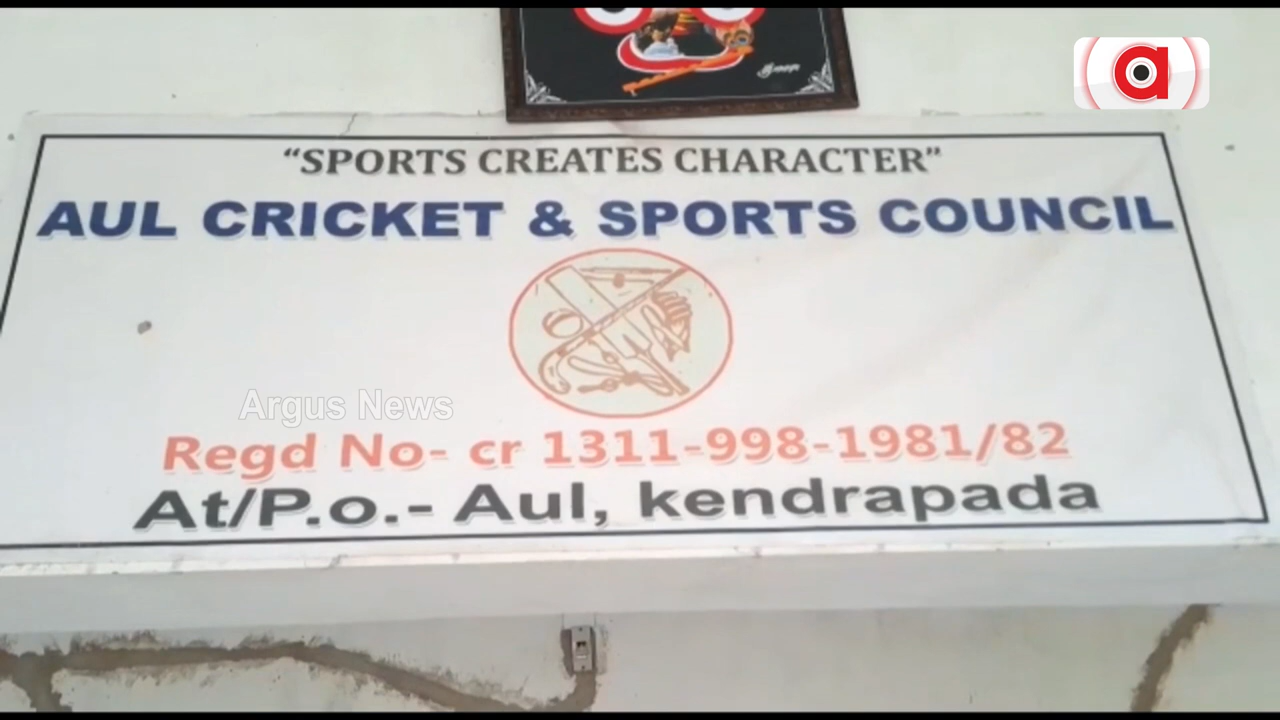 “SPORTS CREATES CHARACTER”
AUL CRICKET & SPORTS COUNCIL
Argus News
Regd No- cr 1311-998-1981/82
At/P.o.- Aul, kendrapada
a